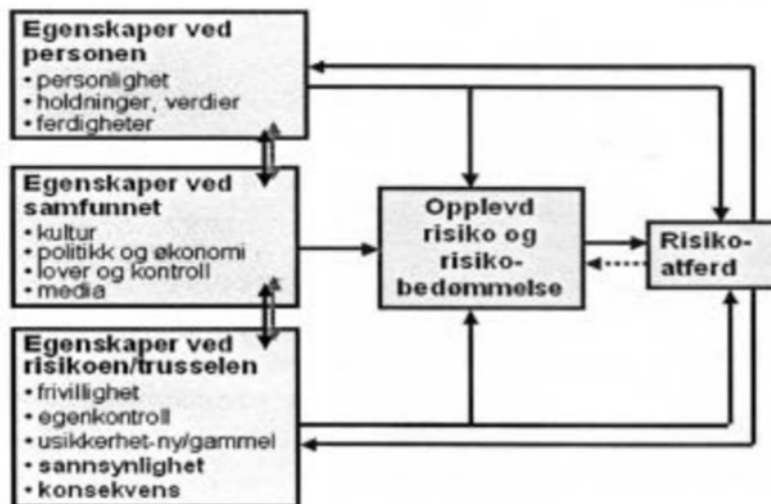 Egenskaper ved
personen
• personlighet
• holdninger, verdier
• ferdigheter
Egenskaper ved
samfunnet
• kultur
• politikk og økonomi
• lover og kontroll
• media
Egenskaper ved
risikoen/trusselen
• frivillighet
• egenkontroll
• usikkerhet-ny/gammel
• sannsynlighet
• konsekvens
Opplevd
risiko og
risiko-
bedømmelse
Risiko-
atferd